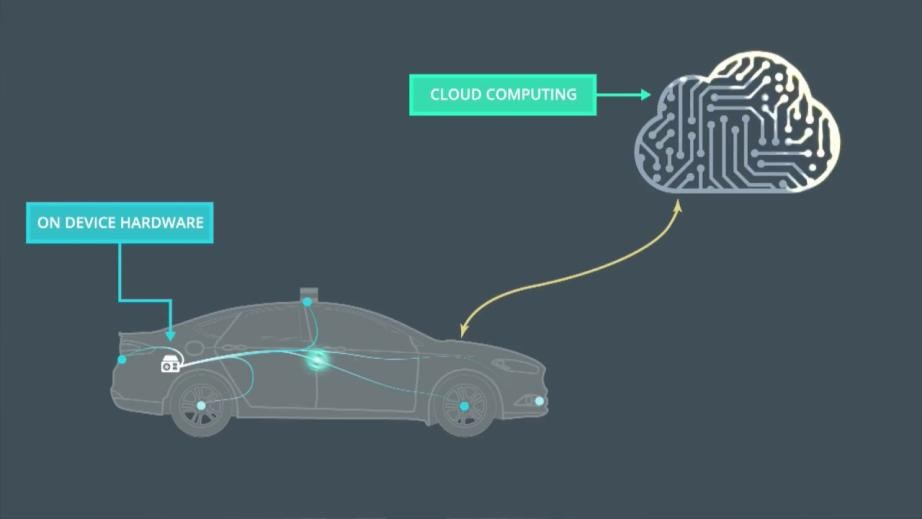 CLOUD COMPUTING
ON DEVICE HARDWARE